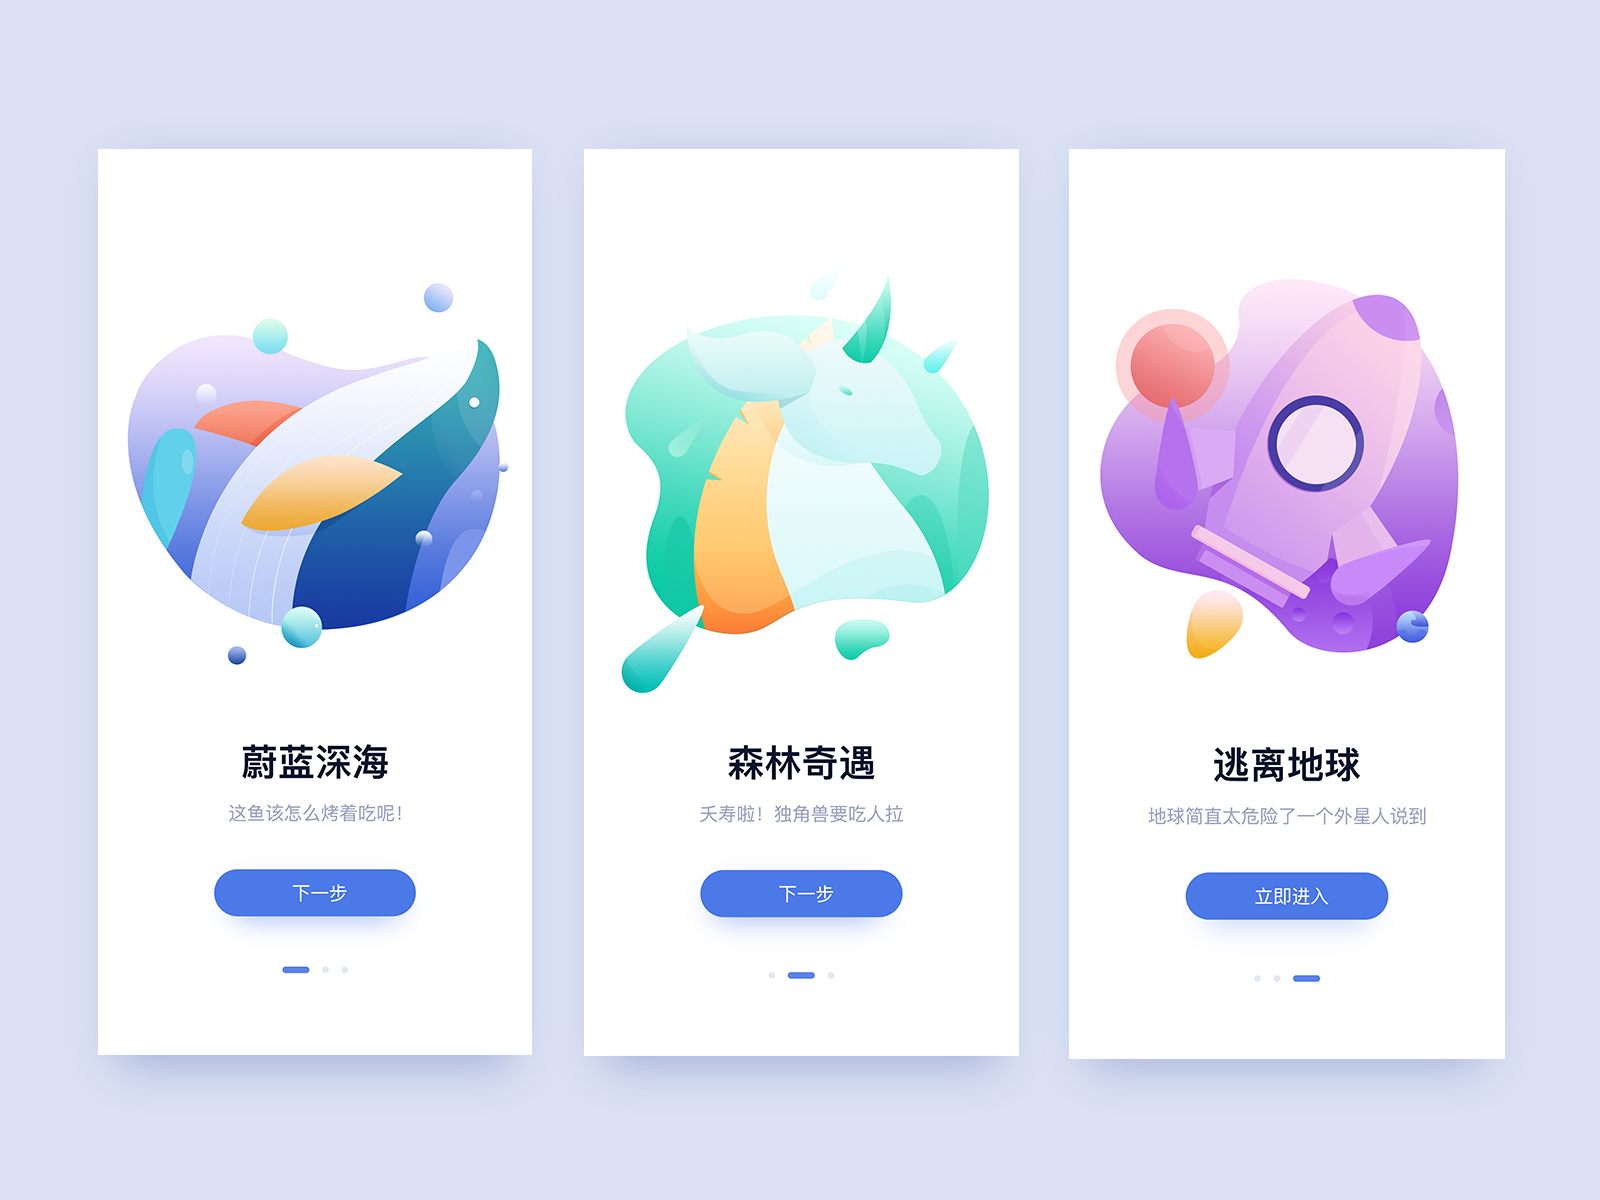 蔚蓝深海
这鱼该怎么烤着吃呢！
下一步
森林奇遇
夭寿啦！独角兽要吃人拉
下一步
逃离地球
地球简直太危险了一个外星人说到
立即进入